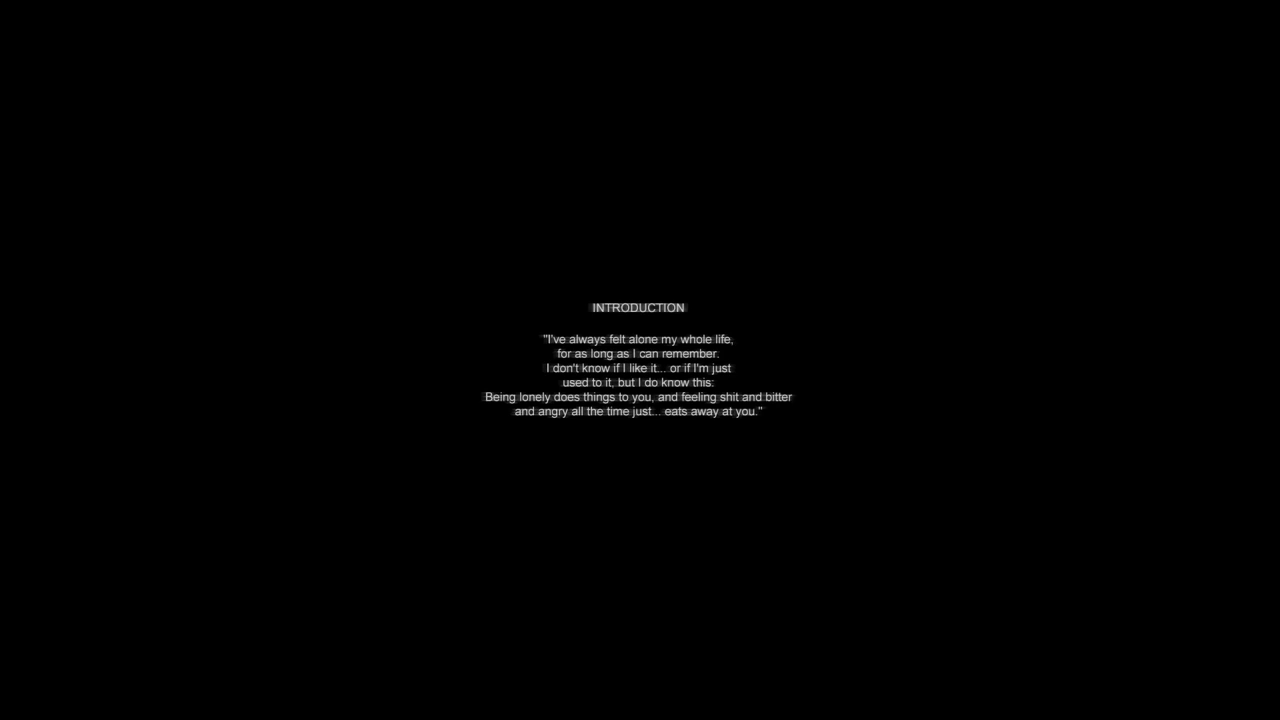 INTRODUCTION
"I've always felt alone my whole life,
for as long as I can remember.
I don't know if I like it... or if I'm just
used to it, but I do know this:
Being lonely does things to you, and feeling shit and bitter
and angry all the time just... eats away at you."